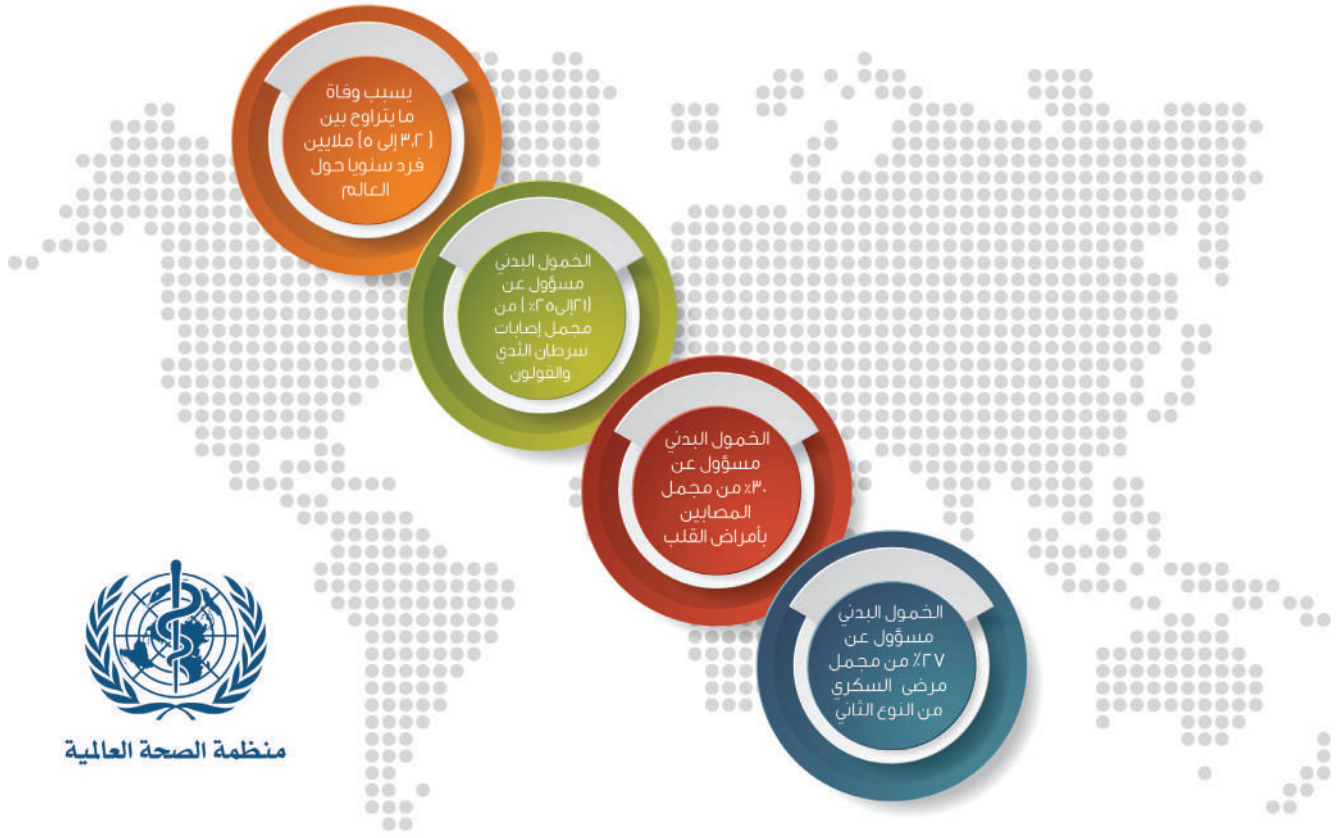 يسبب وفاة
ما يتراوح بين
(٣،٢ إلى ٥) ملايين
فرد سنويا حول
العالم
الخمول البدني
مسؤول عن
(٢١إلى٢٥٪) من
مجمل إصابات
سرطان الثدي
والقولون
الخمول البدني
مسؤول عن
٣٠٪ من مجمل
المصابين
بأمراض القلب
الخمول البدني
مسؤول عن
٢٧٪ من مجمل
مرضى السكري
من النوع الثاني
منظمة الصحة العالمية